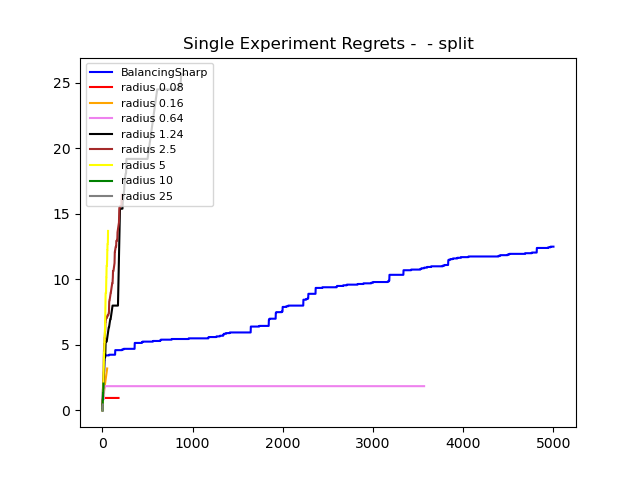 Single Experiment Regrets -  - split
BalancingSharp
radius 0.08
radius 0.16
radius 0.64
radius 1.24
radius 2.5
radius 5
radius 10
radius 25
25
20
15
10
5
0
0 1000 2000 3000 4000 5000